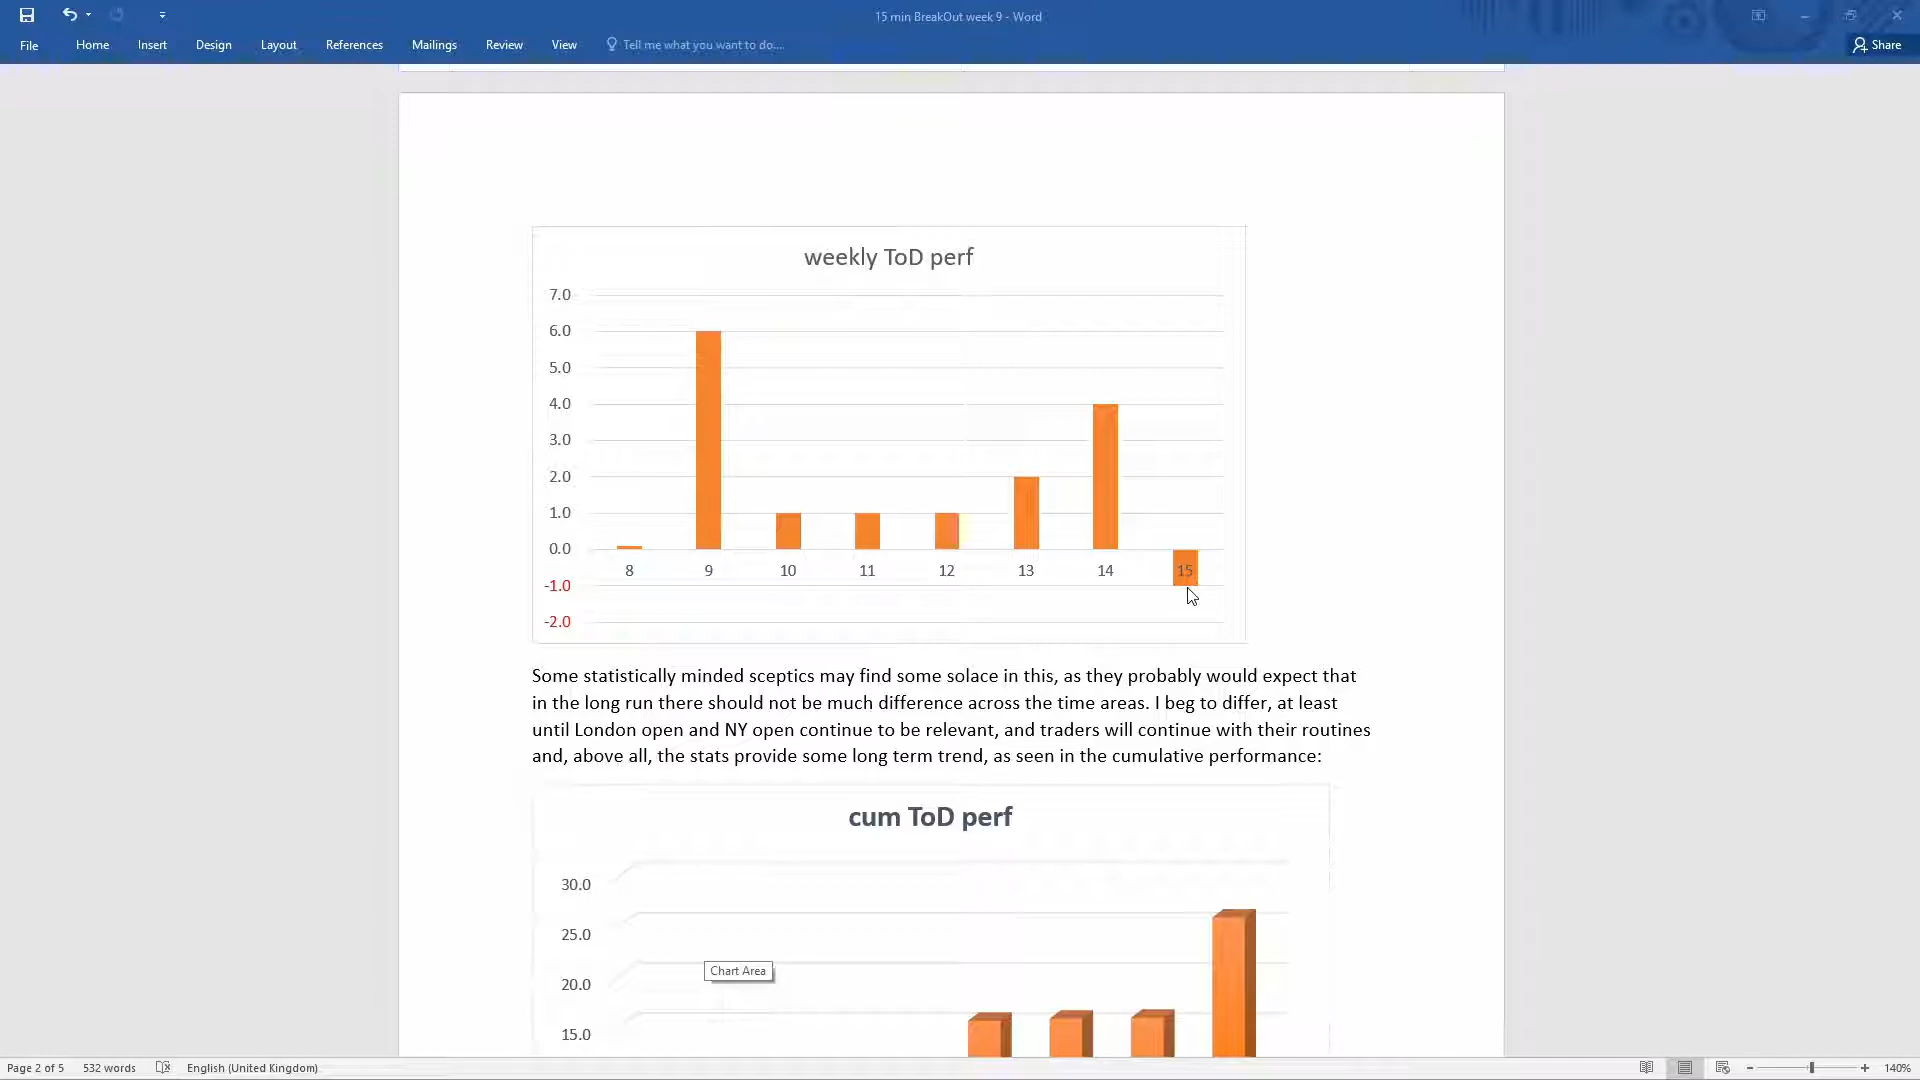 15 min BreakOut week 9 - Word
File Home Insert Design Layout References Mailings Review View Tell me what you want to do.... Share
weekly ToD perf
7.0
6.0
5.0
4.0
3.0
2.0
1.0
0.0
8 9 10 11 12 13 14 15
-1.0
-2.0
Some statistically minded sceptics may find some solace in this, as they probably would expect that
in the long run there should not be much difference across the time areas. I beg to differ, at least
until London open and NY open continue to be relevant, and traders will continue with their routines
and, above all, the stats provide some long term trend, as seen in the cumulative performance:
cum ToD perf
30.0
25.0
Chart Area
20.0
15.0
Page 2 of 5 532 words English (United Kingdom) 140%